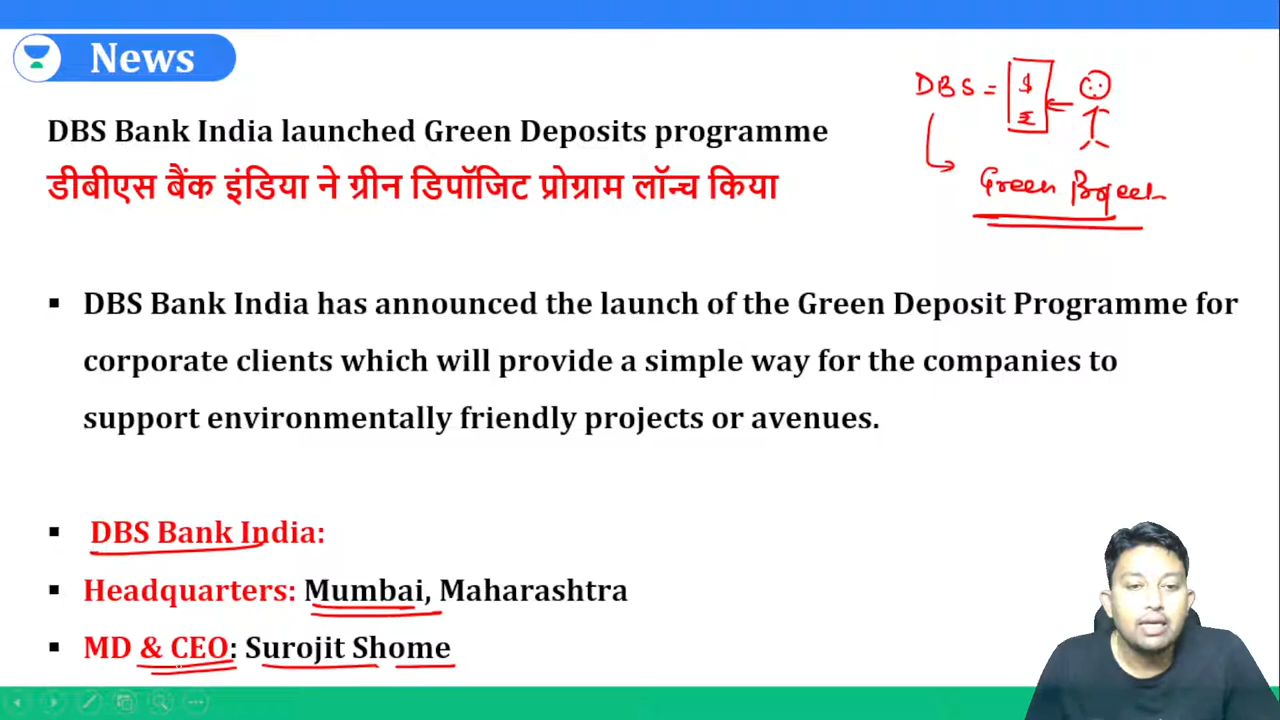 News
DBS = $ ₹
Green Project
DBS Bank India launched Green Deposits programme
डीबीएस बैंक इंडिया ने ग्रीन डिपॉजिट प्रोग्राम लॉन्च किया
▪ DBS Bank India has announced the launch of the Green Deposit Programme for
corporate clients which will provide a simple way for the companies to
support environmentally friendly projects or avenues.
▪ DBS Bank India:
▪ Headquarters: Mumbai, Maharashtra
▪ MD & CEO: Surojit Shome